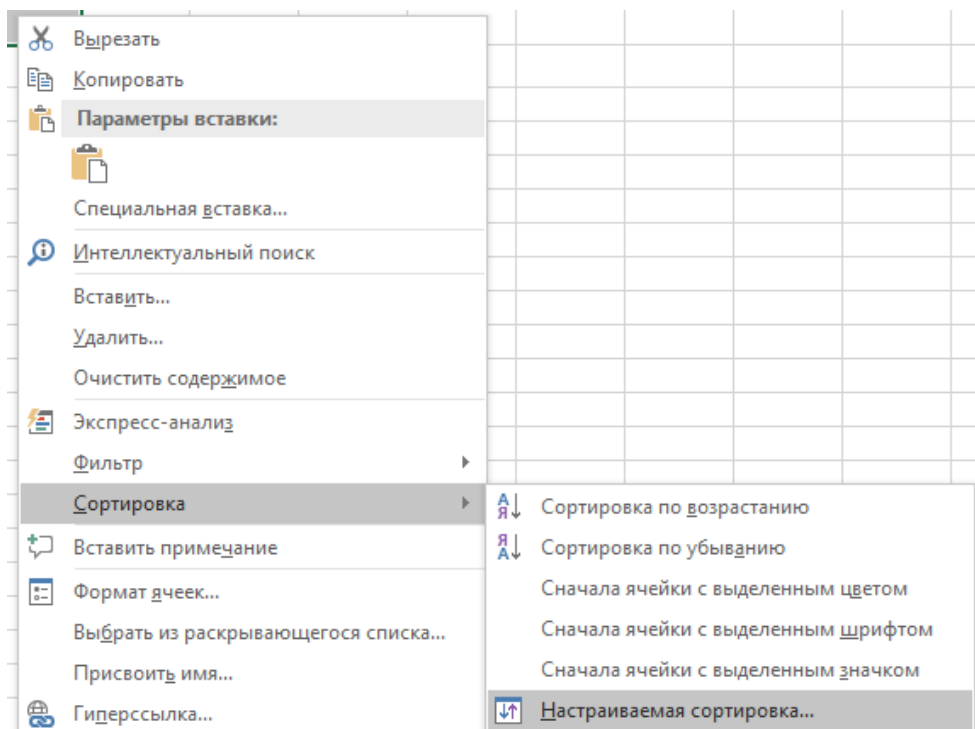 Вырезать
Копировать
Параметры вставки:
Специальная вставка...
Интеллектуальный поиск
Вставить...
Удалить...
Очистить содержимое
Экспресс-анализ
Фильтр
Сортировка
Вставить примечание
Формат ячеек...
Выбрать из раскрывающегося списка...
Присвоить имя...
Гиперссылка...
Сортировка по возрастанию
Сортировка по убыванию
Сначала ячейки с выделенным цветом
Сначала ячейки с выделенным шрифтом
Сначала ячейки с выделенным значком
Настраиваемая сортировка...